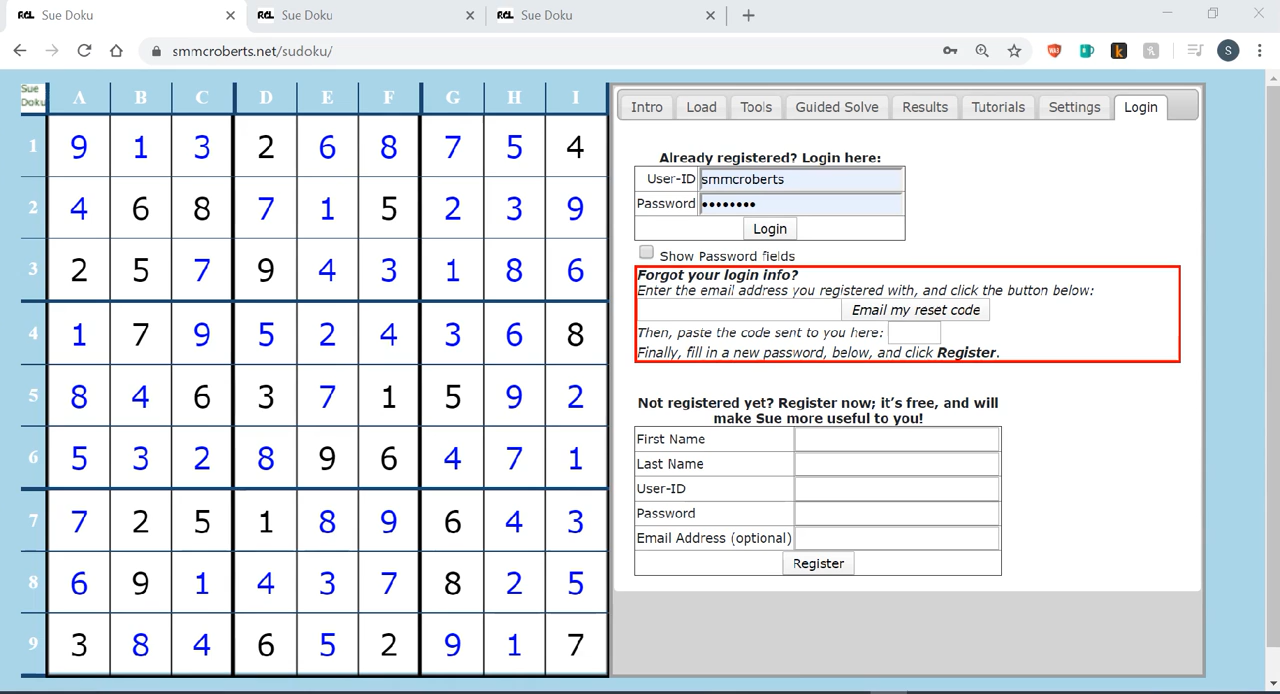 RCL Sue Doku
RCL Sue Doku
RCL Sue Doku
smmcroberts.net/sudoku/
k
S
Sue
Doku
A B C D E F G H I
1 9 1 3 2 6 8 7 5 4
2 4 6 8 7 1 5 2 3 9
3 2 5 7 9 4 3 1 8 6
4 1 7 9 5 2 4 3 6 8
5 8 4 6 3 7 1 5 9 2
6 5 3 2 8 9 6 4 7 1
7 7 2 5 1 8 9 6 4 3
8 6 9 1 4 3 7 8 2 5
9 3 8 4 6 5 2 9 1 7
Intro Load Tools Guided Solve Results Tutorials Settings Login
Already registered? Login here:
User-ID smmcroberts
Password ••••••••
Login
Show Password fields
Forgot your login info?
Enter the email address you registered with, and click the button below:
Email my reset code
Then, paste the code sent to you here:
Finally, fill in a new password, below, and click Register.
Not registered yet? Register now; it’s free, and will
make Sue more useful to you!
First Name
Last Name
User-ID
Password
Email Address (optional)
Register